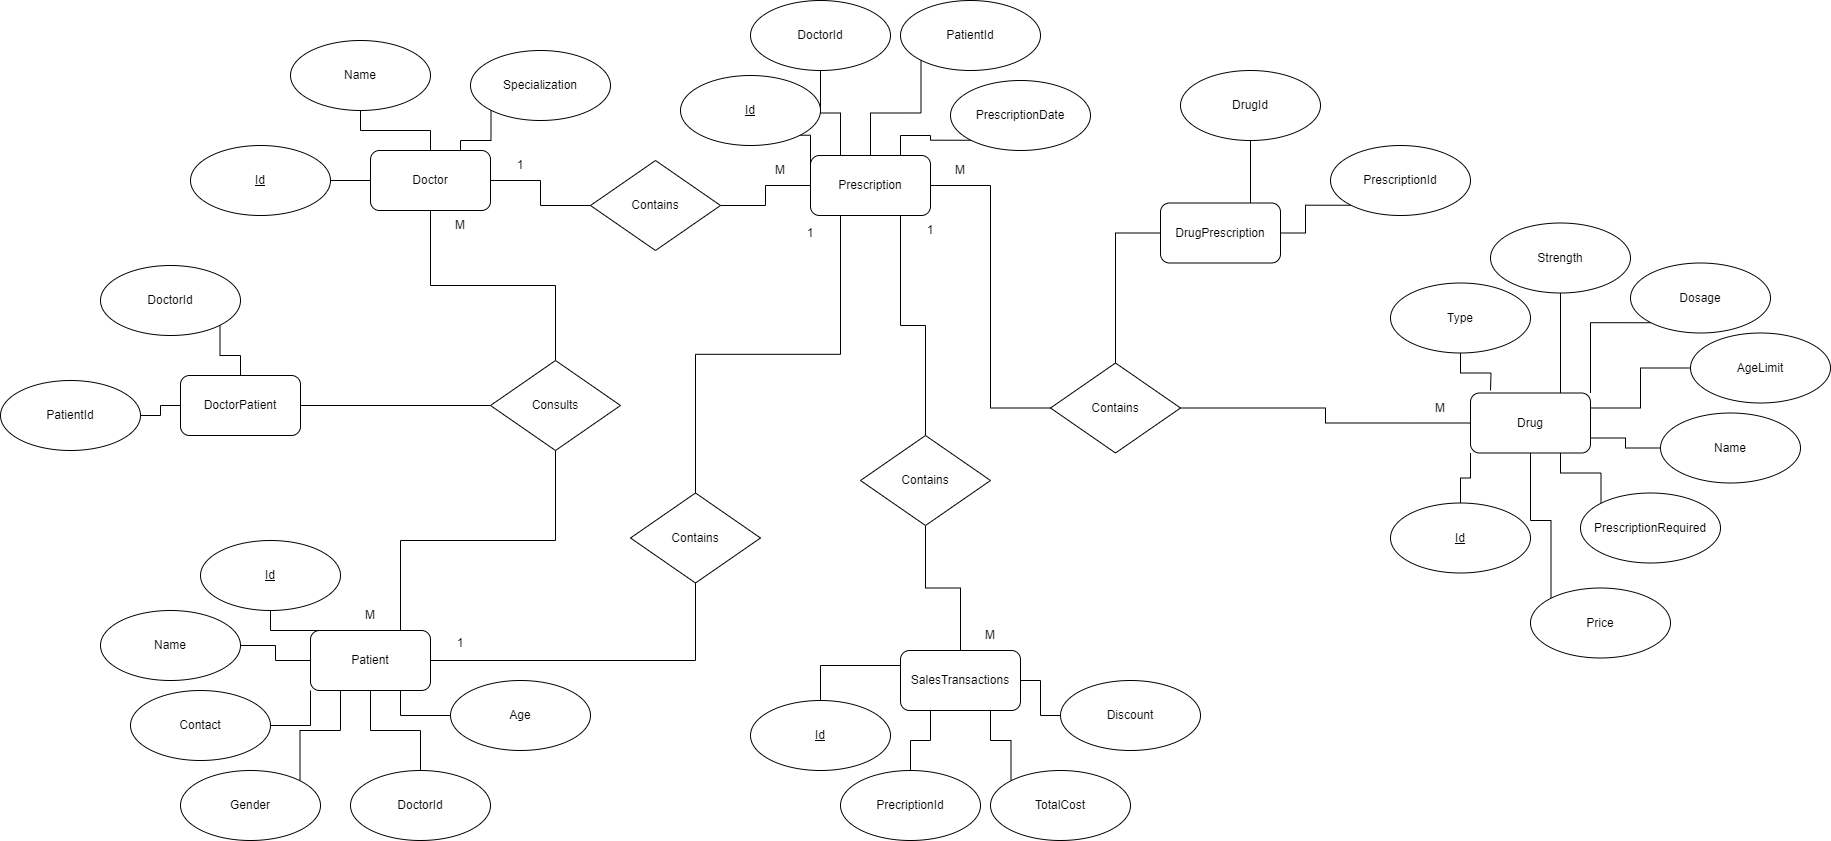 DoctorId
PatientId
Name
Specialization
Id
PrescriptionDate
DrugId
Id
Doctor
1
Contains
M
Prescription
M
PrescriptionId
M
1
1
DrugPrescription
Strength
DoctorId
Type
Dosage
AgeLimit
PatientId
DoctorPatient
Consults
Contains
M
Drug
Name
Contains
Contains
Id
PrescriptionRequired
Id
M
1
M
Price
Name
Patient
SalesTransactions
Contact
Age
Id
Discount
Gender
DoctorId
PrecriptionId
TotalCost